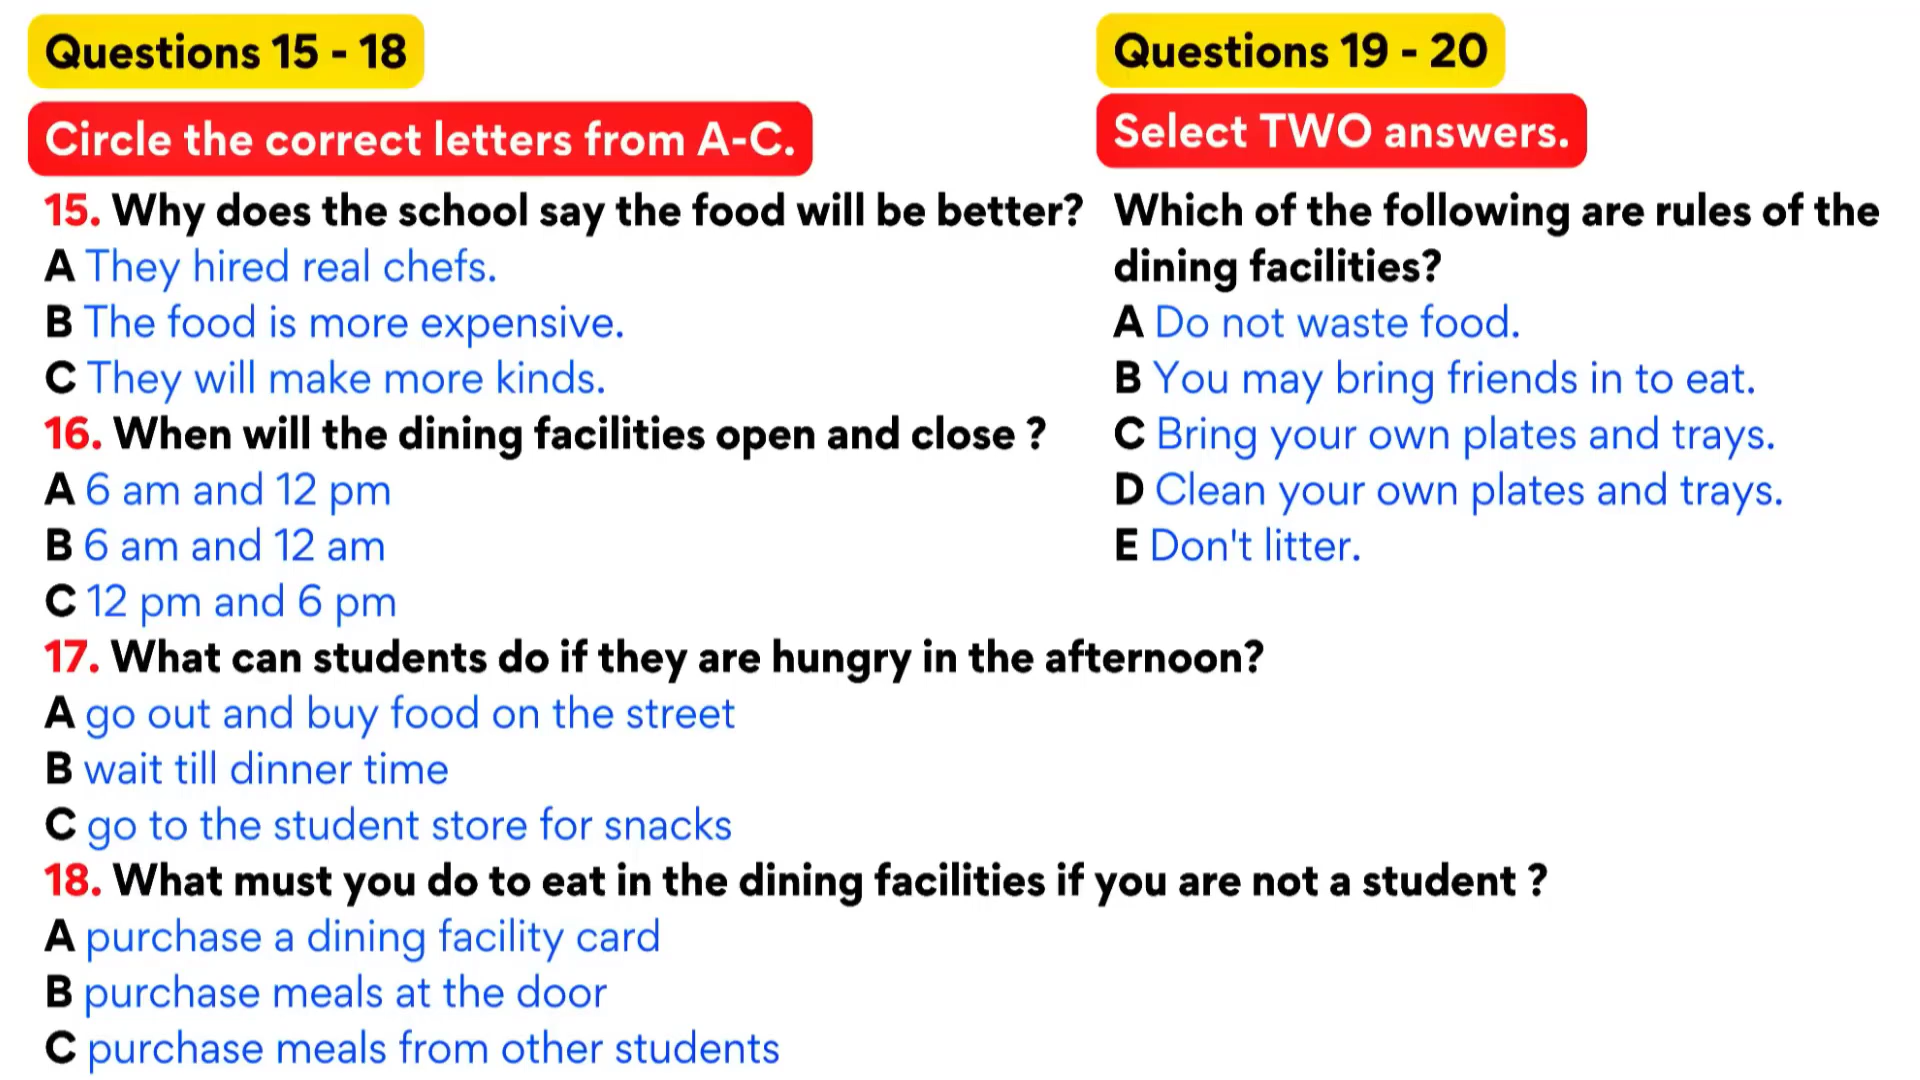 Questions 15 - 18
Circle the correct letters from A-C.
15. Why does the school say the food will be better?
A They hired real chefs.
B The food is more expensive.
C They will make more kinds.
16. When will the dining facilities open and close ?
A 6 am and 12 pm
B 6 am and 12 am
C 12 pm and 6 pm
17. What can students do if they are hungry in the afternoon?
A go out and buy food on the street
B wait till dinner time
C go to the student store for snacks
18. What must you do to eat in the dining facilities if you are not a student ?
A purchase a dining facility card
B purchase meals at the door
C purchase meals from other students
Questions 19 - 20
Select TWO answers.
Which of the following are rules of the
dining facilities?
A Do not waste food.
B You may bring friends in to eat.
C Bring your own plates and trays.
D Clean your own plates and trays.
E Don't litter.